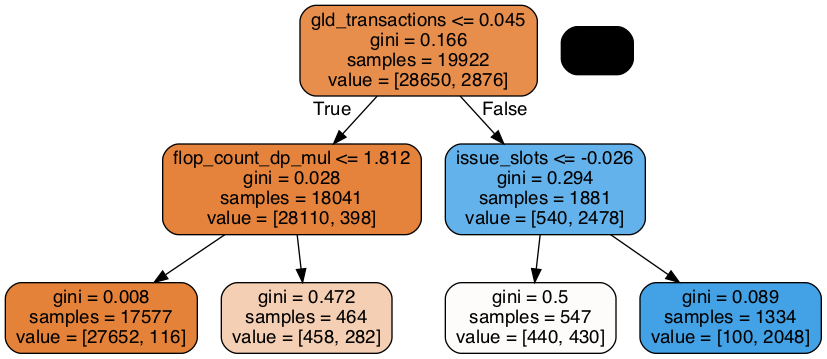 gld_transactions <= 0.045
gini = 0.166
samples = 19922
value = [28650, 2876]
True
False
flop_count_dp_mul <= 1.812
gini = 0.028
samples = 18041
value = [28110, 398]
issue_slots <= -0.026
gini = 0.294
samples = 1881
value = [540, 2478]
gini = 0.008
samples = 17577
value = [27652, 116]
gini = 0.472
samples = 464
value = [458, 282]
gini = 0.5
samples = 547
value = [440, 430]
gini = 0.089
samples = 1334
value = [100, 2048]